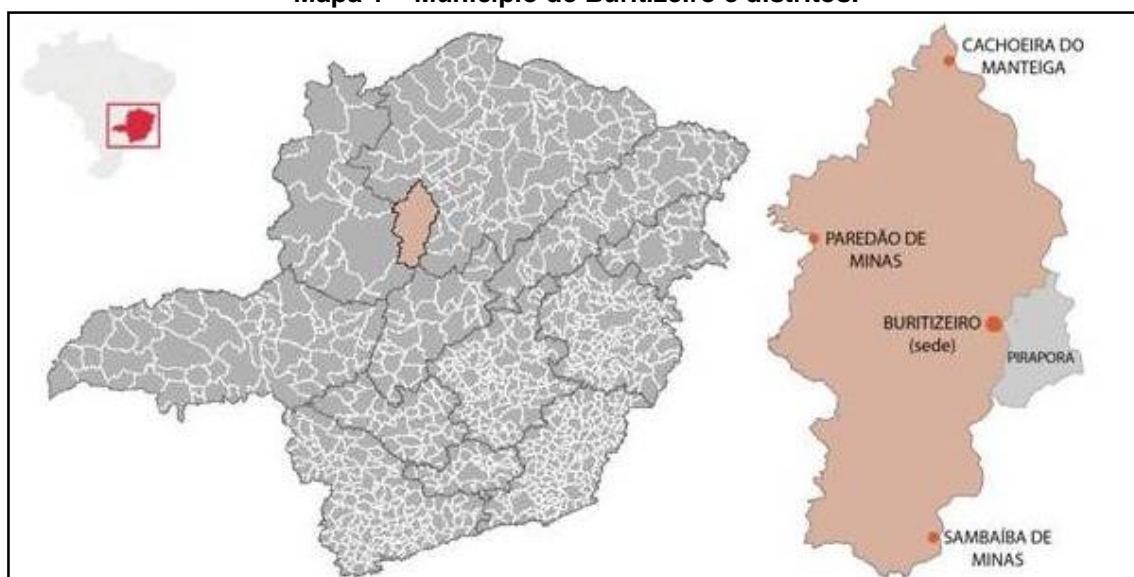 Mapa 1 – Município de Buritizeiro e distritos.
CACHOEIRA DO
MANTEIGA
PAREDÃO DE
MINAS
BURITIZEIRO
(sede)
PIRAPORA
SAMBAÍBA DE
MINAS